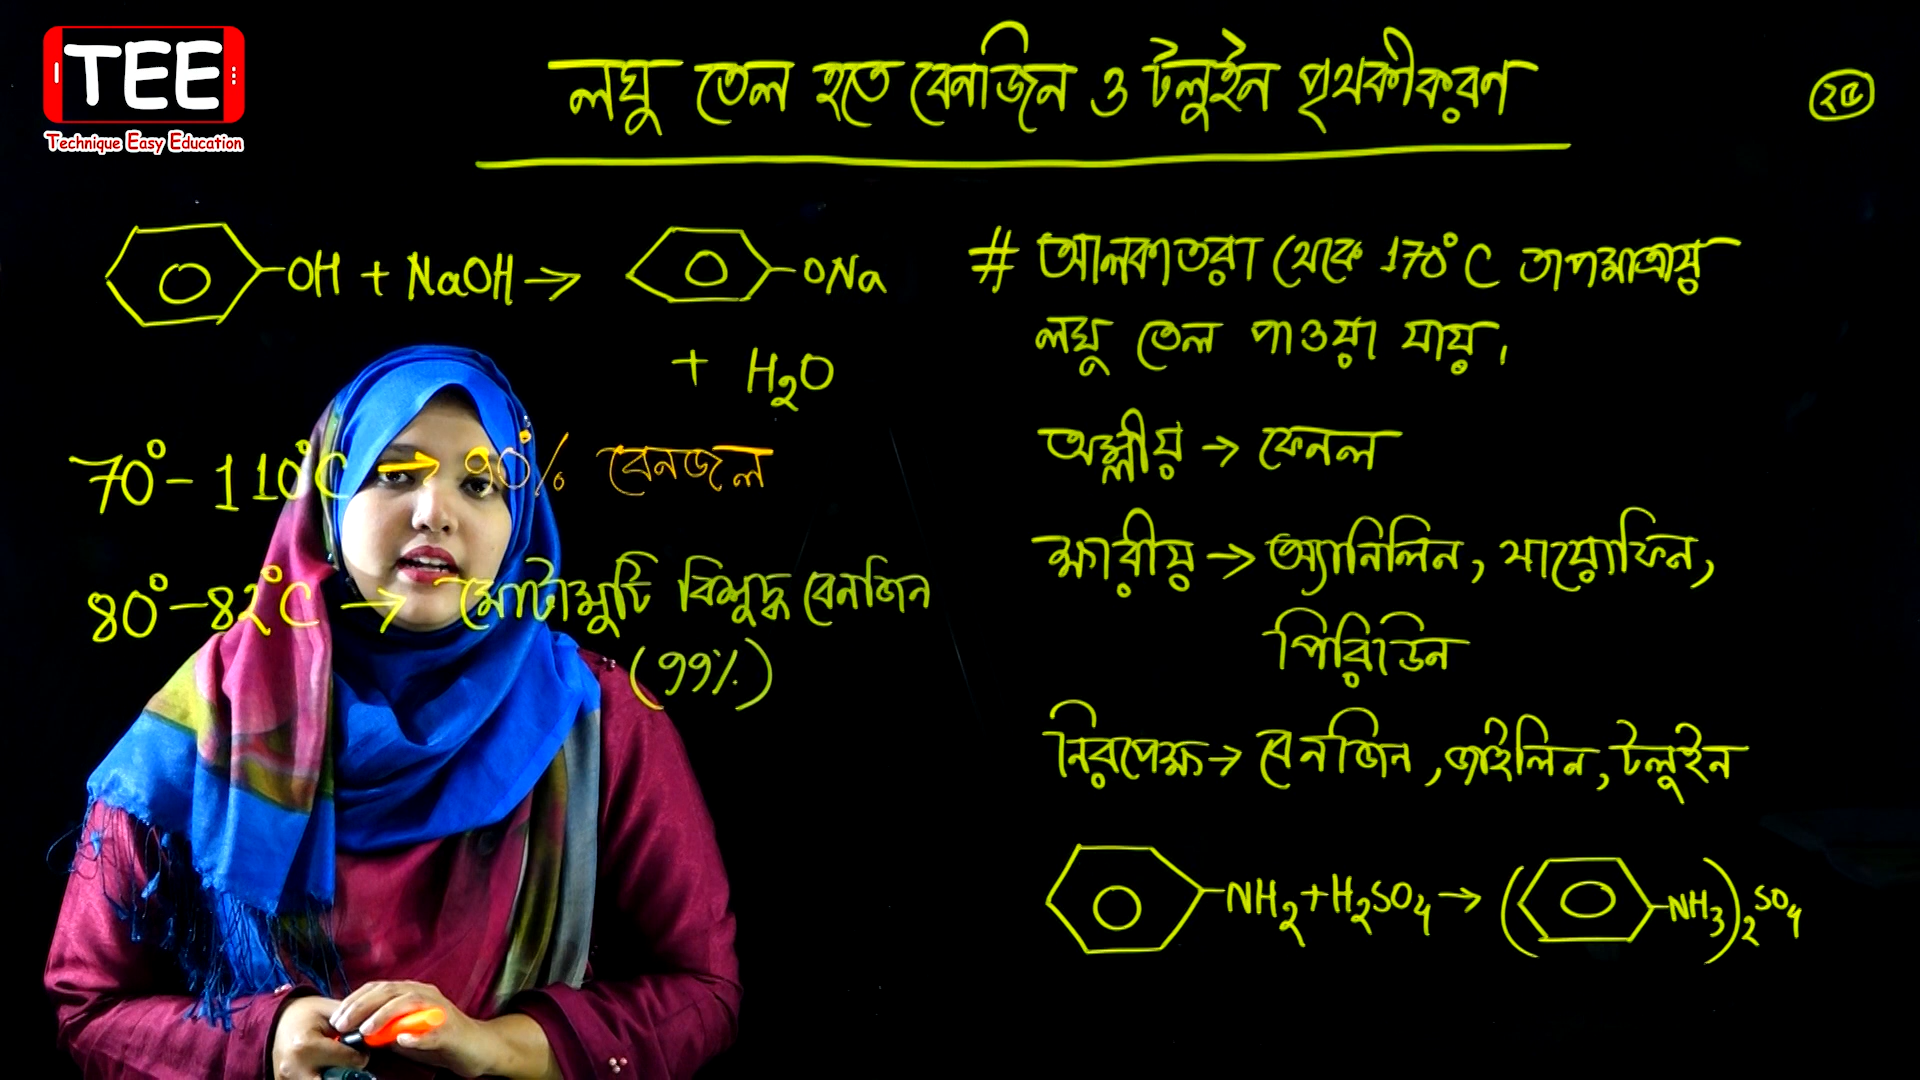 TEE
Technique Easy Education
লঘু তেল হতে বেনজিন ও টলুইন পৃথকীকরণ
২৫
OH + NaOH → ONa
+ H₂O
70° - 110°C → 90% বেনজল
80° - 82°C → মোটামুটি বিশুদ্ধ বেনজিন
(99%)
# আলকাতরা থেকে 170°C তাপমাত্রায়
লঘু তেল পাওয়া যায়।
অম্লীয় → ফেনল
ক্ষারীয় → অ্যানিলিন, থায়োফিন,
পিরিডিন
নিরপেক্ষ → বেনজিন, জাইলিন, টলুইন
NH₂ + H₂SO₄ → (NH₃)₂SO₄